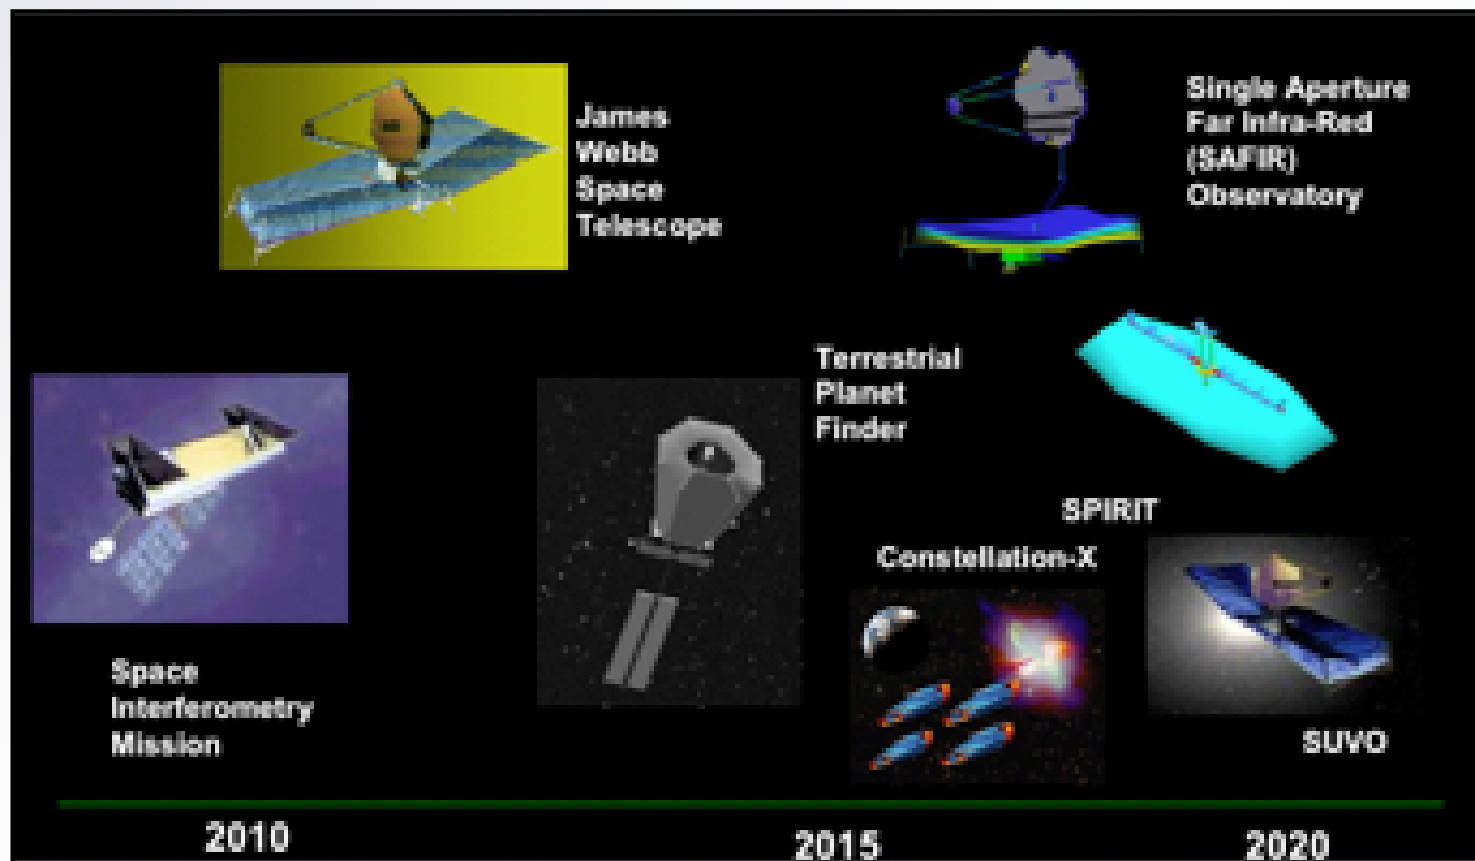 James
Webb
Space
Telescope
Single Aperture
Far Infra-Red
(SAFIR)
Observatory
Terrestrial
Planet
Finder
SPIRIT
Constellation-X
Space
Interferometry
Mission
SUVO
2010
2015
2020